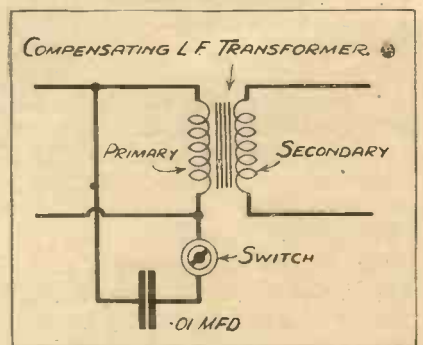 COMPENSATING L.F. TRANSFORMER.
PRIMARY
SECONDARY
SWITCH
.01 MFD